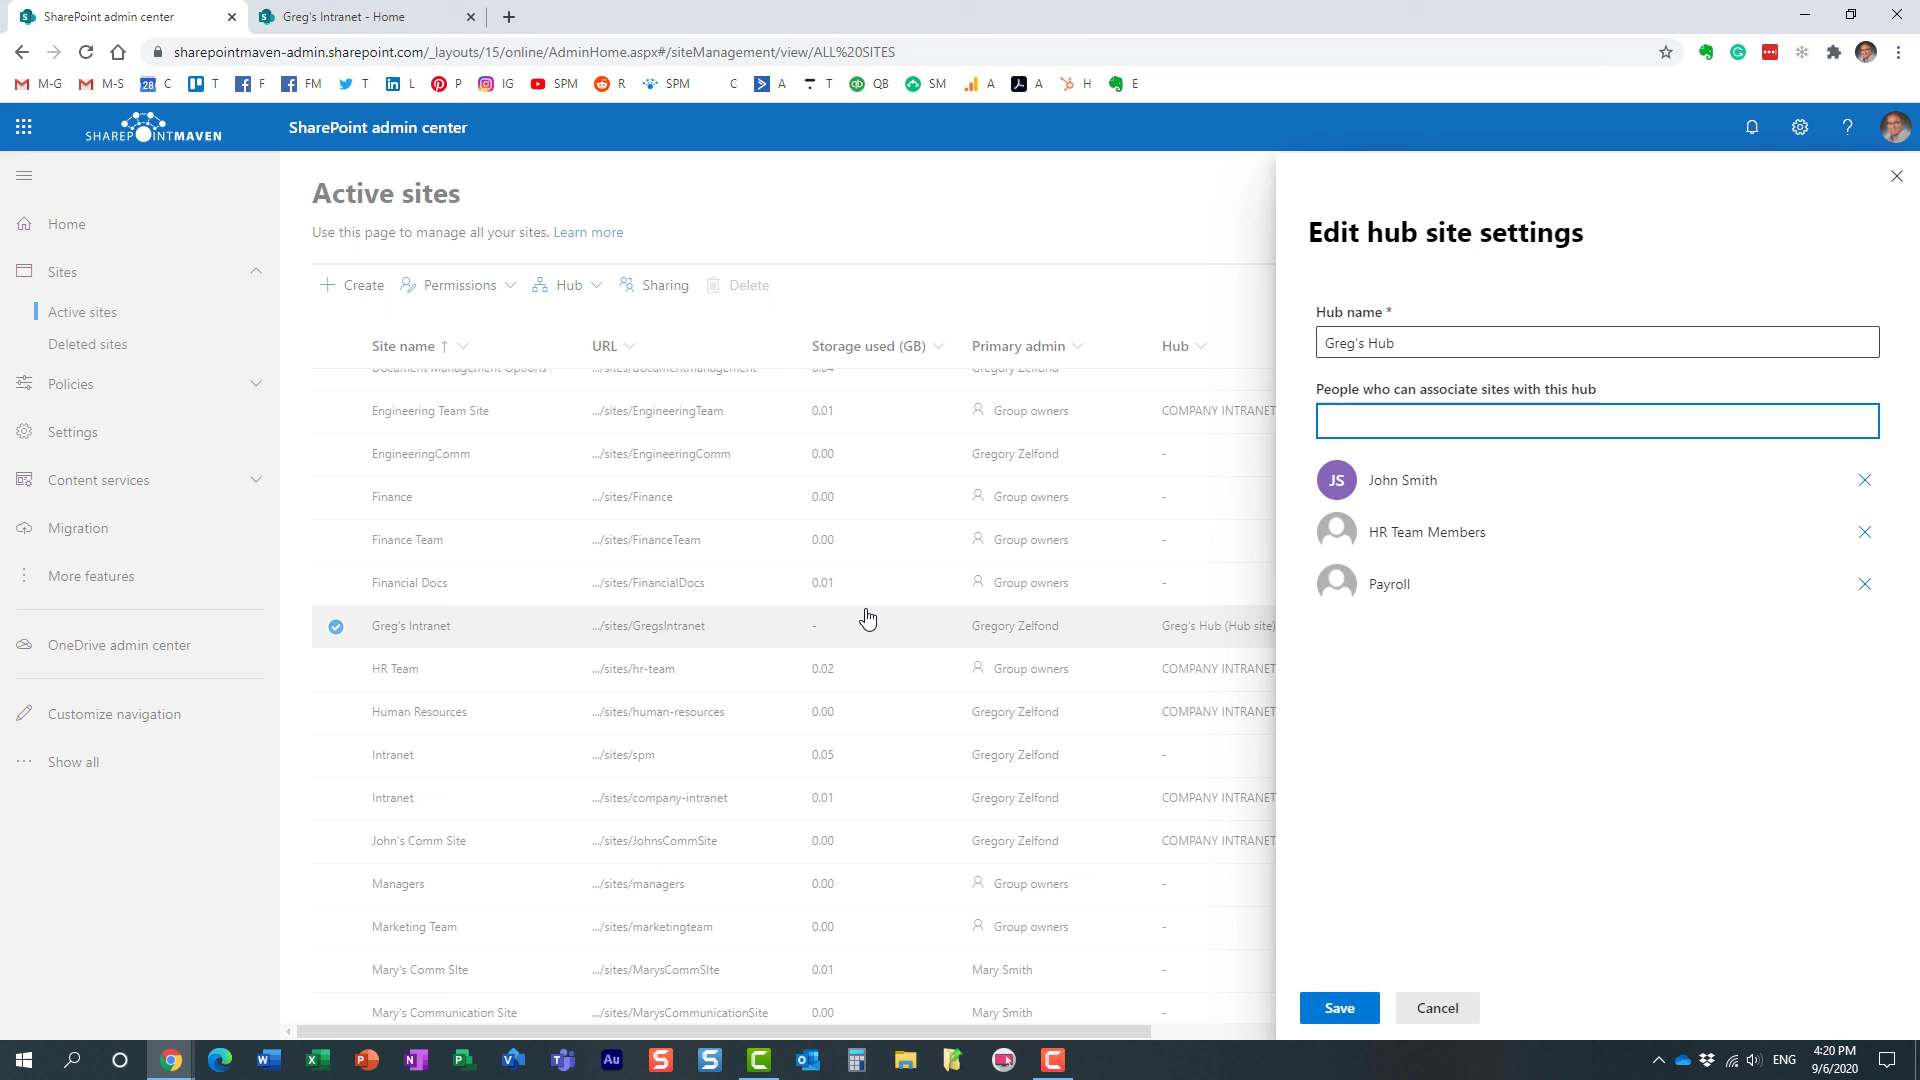 SharePoint admin center
Greg's Intranet - Home
sharepointmaven-admin.sharepoint.com/_layouts/15/online/AdminHome.aspx#/siteManagement/view/ALL%20SITES
M-G M-S 28 C T F FM T L P IG SPM R SPM C A T QB SM A A H E
SHAREPOINTMAVEN
SharePoint admin center
Home
Sites
Active sites
Deleted sites
Policies
Settings
Content services
Migration
More features
OneDrive admin center
Customize navigation
Show all
Active sites
Use this page to manage all your sites. Learn more
Create Permissions Hub Sharing Delete
Site name ↑ URL Storage used (GB) Primary admin Hub
Document Management Options .../sites/documentmanagement 0.04 Gregory Zelfond
Engineering Team Site .../sites/EngineeringTeam 0.01 Group owners COMPANY INTRANET
EngineeringComm .../sites/EngineeringComm 0.00 Gregory Zelfond -
Finance .../sites/Finance 0.00 Group owners -
Finance Team .../sites/FinanceTeam 0.00 Group owners -
Financial Docs .../sites/FinancialDocs 0.01 Group owners -
Greg's Intranet .../sites/GregsIntranet - Gregory Zelfond Greg's Hub (Hub site)
HR Team .../sites/hr-team 0.02 Group owners COMPANY INTRANET
Human Resources .../sites/human-resources 0.00 Gregory Zelfond COMPANY INTRANET
Intranet .../sites/spm 0.05 Gregory Zelfond -
Intranet .../sites/company-intranet 0.01 Gregory Zelfond COMPANY INTRANET
John's Comm Site .../sites/JohnsCommSite 0.00 Gregory Zelfond COMPANY INTRANET
Managers .../sites/managers 0.00 Group owners -
Marketing Team .../sites/marketingteam 0.00 Group owners -
Mary's Comm SIte .../sites/MarysCommSIte 0.01 Mary Smith -
Mary's Communication Site .../sites/MarysCommunicationSite 0.00 Mary Smith -
Edit hub site settings
Hub name *
Greg's Hub
People who can associate sites with this hub
JS John Smith
HR Team Members
Payroll
Save Cancel
Au
ENG
4:20 PM
9/6/2020